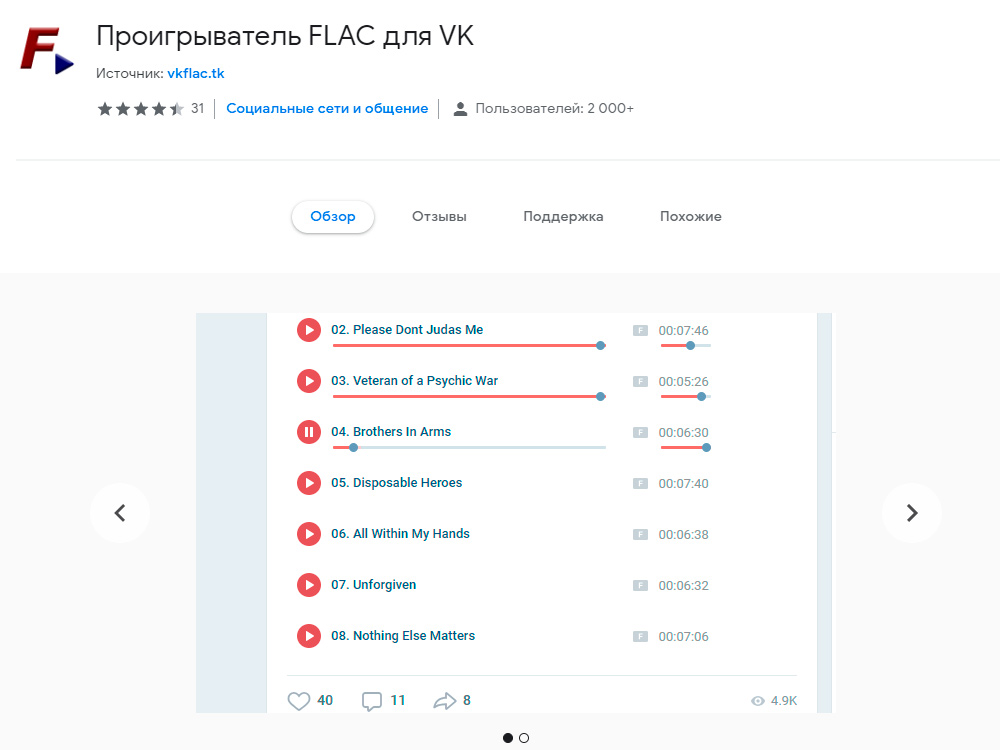 F
Проигрыватель FLAC для VK
Источник: vkflac.tk
31 Социальные сети и общение Пользователей: 2 000+
Обзор Отзывы Поддержка Похожие
02. Please Dont Judas Me F 00:07:46
03. Veteran of a Psychic War F 00:05:26
04. Brothers In Arms F 00:06:30
05. Disposable Heroes F 00:07:40
06. All Within My Hands F 00:06:38
07. Unforgiven F 00:06:32
08. Nothing Else Matters F 00:07:06
40 11 8 4.9K